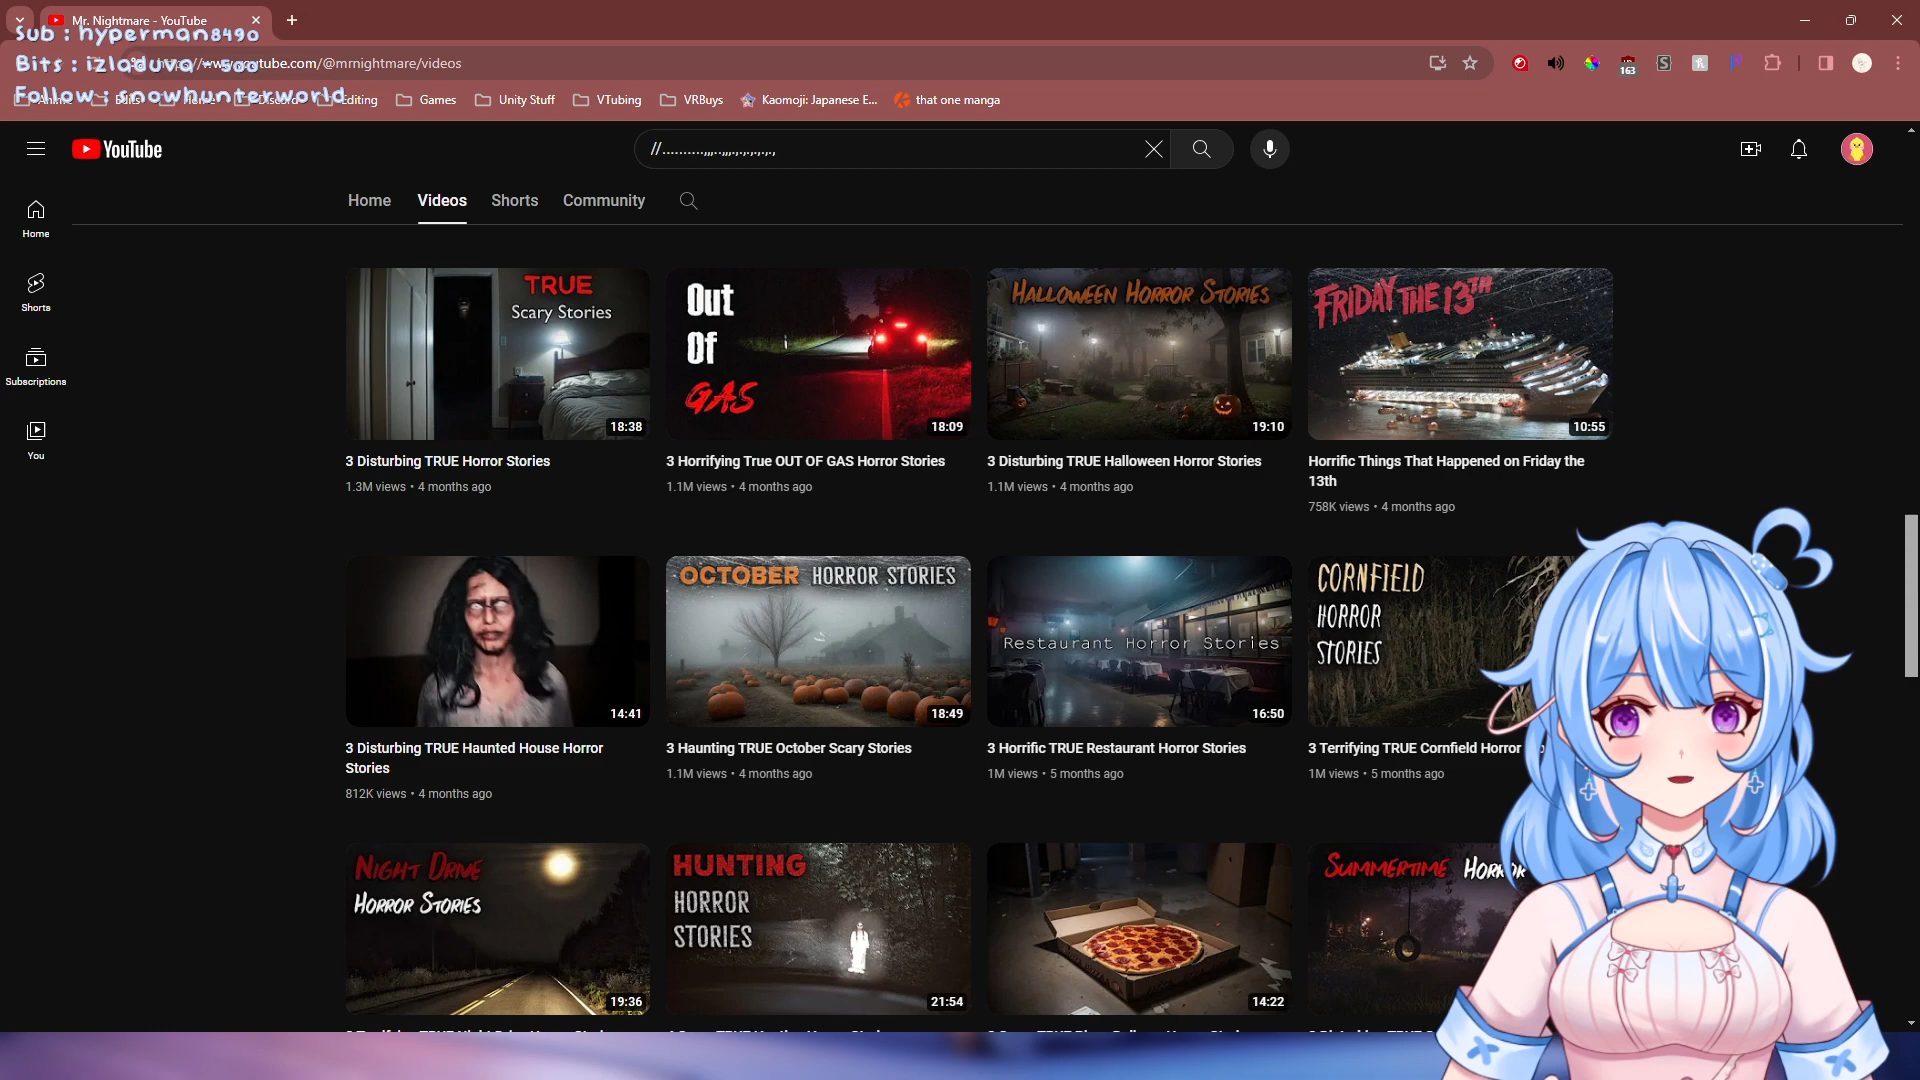 Mr. Nightmare - YouTube
Sub : hyperman8490
Bits : izladuva - 500
youtube.com/@mrnightmare/videos
Follow : snowhunterworld
Editing
Games
Unity Stuff
VTubing
VRBuys
Kaomoji: Japanese E...
that one manga
163
YouTube
Home
Videos
Shorts
Community
Home
Shorts
Subscriptions
You
TRUE
Scary Stories
18:38
Out
Of
GAS
18:09
HALLOWEEN HORROR STORIES
19:10
FRIDAY THE 13TH
10:55
3 Disturbing TRUE Horror Stories
1.3M views • 4 months ago
3 Horrifying True OUT OF GAS Horror Stories
1.1M views • 4 months ago
3 Disturbing TRUE Halloween Horror Stories
1.1M views • 4 months ago
Horrific Things That Happened on Friday the
13th
758K views • 4 months ago
14:41
OCTOBER HORROR STORIES
18:49
Restaurant Horror Stories
16:50
CORNFIELD
HORROR
STORIES
3 Disturbing TRUE Haunted House Horror
Stories
812K views • 4 months ago
3 Haunting TRUE October Scary Stories
1.1M views • 4 months ago
3 Horrific TRUE Restaurant Horror Stories
1M views • 5 months ago
3 Terrifying TRUE Cornfield Horror
1M views • 5 months ago
NIGHT DRIVE
HORROR STORIES
19:36
HUNTING
HORROR
STORIES
21:54
14:22
SUMMERTIME HORROR